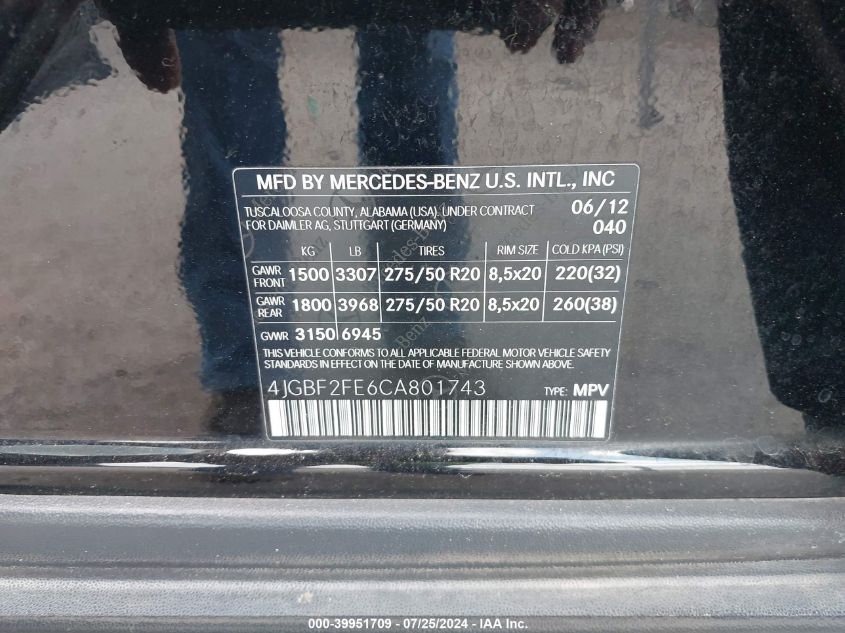 MFD BY MERCEDES-BENZ U.S. INTL., INC
TUSCALOOSA COUNTY, ALABAMA (USA). UNDER CONTRACT 06/12
FOR DAIMLER AG, STUTTGART (GERMANY) 040
KG LB TIRES RIM SIZE COLD KPA (PSI)
GAWR FRONT 1500 3307 275/50 R20 8,5x20 220(32)
GAWR REAR 1800 3968 275/50 R20 8,5x20 260(38)
GVWR 3150 6945
THIS VEHICLE CONFORMS TO ALL APPLICABLE FEDERAL MOTOR VEHICLE SAFETY
STANDARDS IN EFFECT ON THE DATE OF MANUFACTURE SHOWN ABOVE.
4JGBF2FE6CA801743 TYPE: MPV
000-39951709 - 07/25/2024 - IAA Inc.